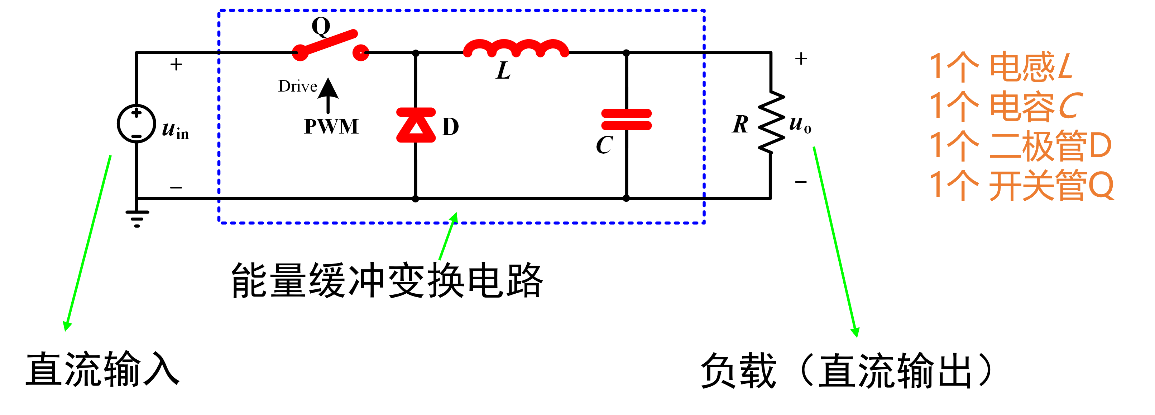 Q
L
Drive
PWM
D
C
+
u_in
−
R
+
u_o
−
1个 电感L
1个 电容C
1个 二极管D
1个 开关管Q
能量缓冲变换电路
直流输入
负载（直流输出）